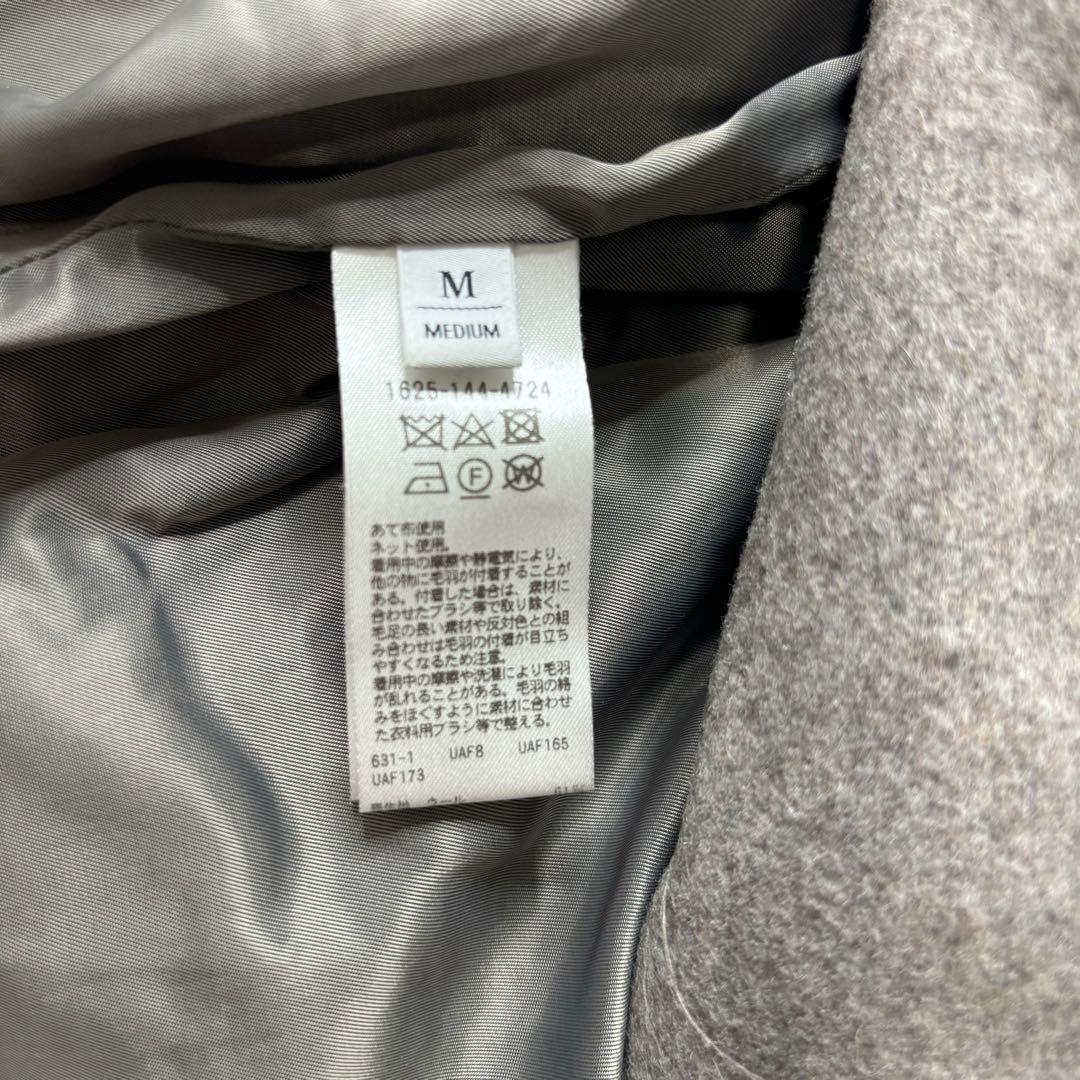 M
MEDIUM
1625-144-4724
F
W
あて布使用
ネット使用。
着用中の摩擦や静電気により、
他の物に毛羽が付着することが
ある。付着した場合は、素材に
合わせたブラシ等で取り除く。
毛足の長い素材や反対色との組
み合わせは毛羽の付着が目立ち
やすくなるため注意。
着用中の摩擦や洗濯により毛羽
が乱れることがある。毛羽の絡
みをほぐすように素材に合わせ
た衣料用ブラシ等で整える。
631-1 UAF8 UAF165
UAF173